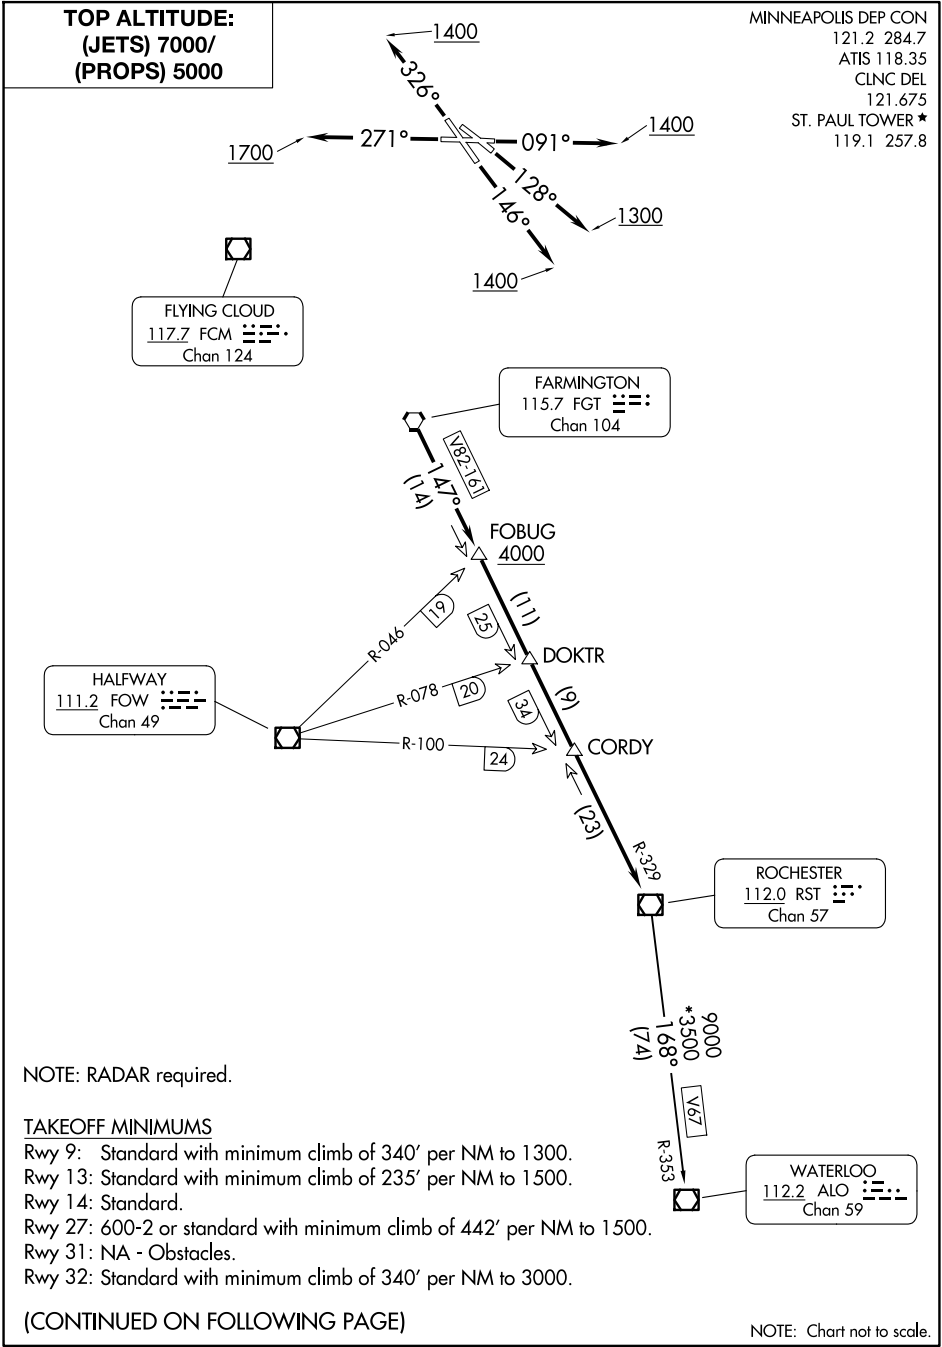 TOP ALTITUDE:
(JETS) 7000/
(PROPS) 5000
MINNEAPOLIS DEP CON
121.2 284.7
ATIS 118.35
CLNC DEL
121.675
ST. PAUL TOWER ★
119.1 257.8
1400
326°
1700
271°
091°
1400
128°
1300
146°
1400
FLYING CLOUD
117.7 FCM
Chan 124
FARMINGTON
115.7 FGT
Chan 104
V82-161
147°
(14)
FOBUG
4000
(11)
19
R-046
25
DOKTR
HALFWAY
111.2 FOW
Chan 49
R-078
20
(9)
34
R-100
24
CORDY
(23)
R-329
ROCHESTER
112.0 RST
Chan 57
9000
*3500
168°
(74)
V67
R-353
WATERLOO
112.2 ALO
Chan 59
NOTE: RADAR required.
TAKEOFF MINIMUMS
Rwy 9: Standard with minimum climb of 340' per NM to 1300.
Rwy 13: Standard with minimum climb of 235' per NM to 1500.
Rwy 14: Standard.
Rwy 27: 600-2 or standard with minimum climb of 442' per NM to 1500.
Rwy 31: NA - Obstacles.
Rwy 32: Standard with minimum climb of 340' per NM to 3000.
(CONTINUED ON FOLLOWING PAGE)
NOTE: Chart not to scale.